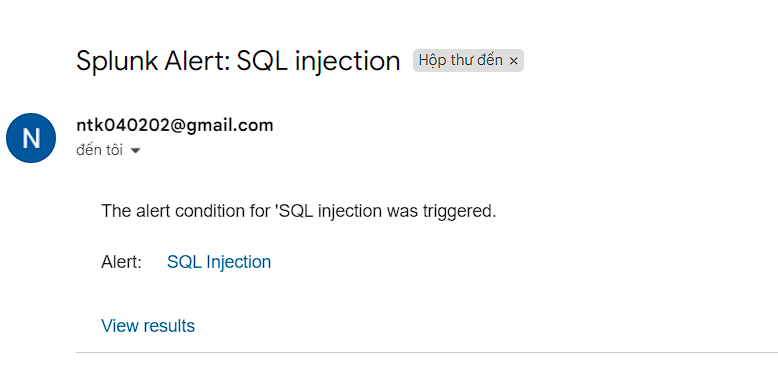 Splunk Alert: SQL injection Hộp thư đến ×
N
ntk040202@gmail.com
đến tôi
The alert condition for 'SQL injection was triggered.
Alert: SQL Injection
View results